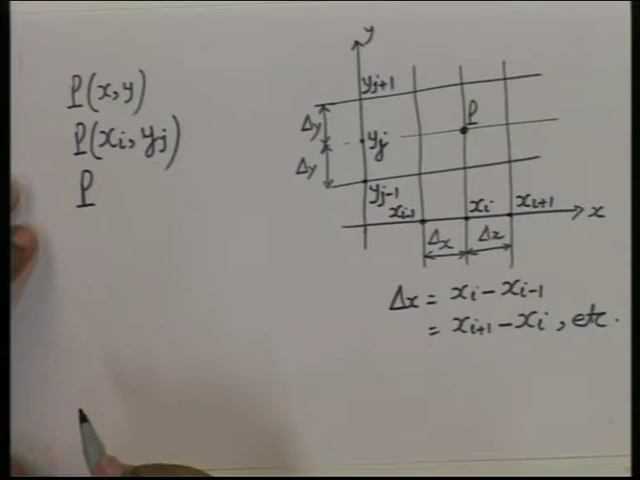 P(x,y)
P(xi, yj)
P
y
yj+1
P
Δy
yj
Δy
yj-1
xi-1
xi
xi+1
x
Δx
Δx
Δx = xi - xi-1
= xi+1 - xi, etc.